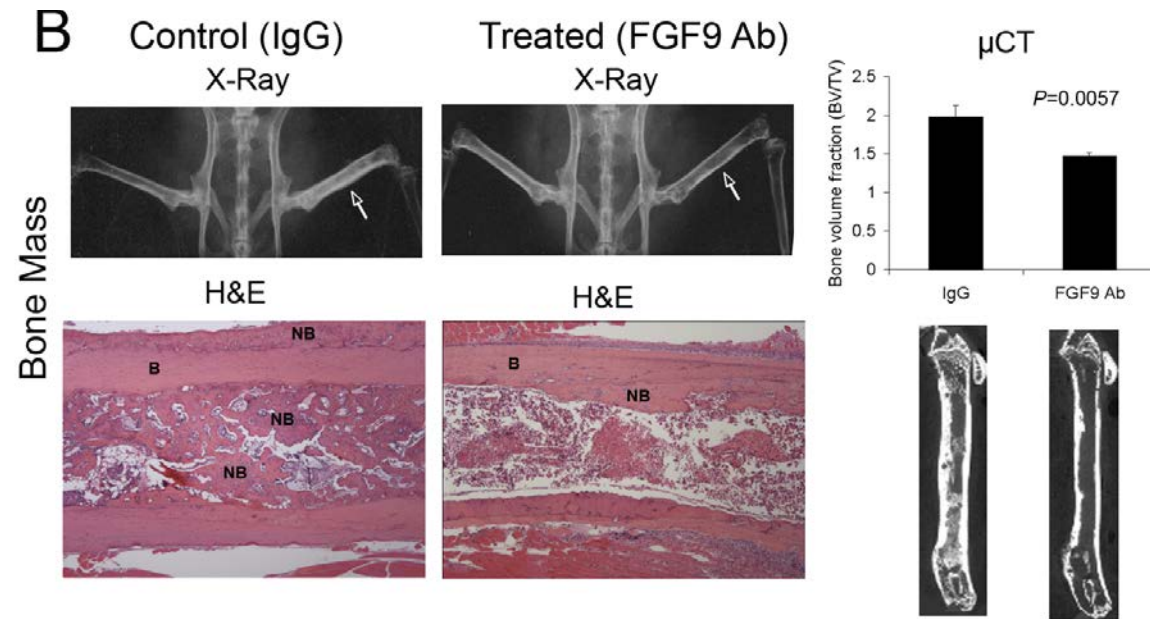 B
Control (IgG)
Treated (FGF9 Ab)
X-Ray
X-Ray
Bone Mass
H&E
H&E
NB
B
NB
NB
B
NB
µCT
Bone volume fraction (BV/TV)
2.5
2
1.5
1
0.5
0
P=0.0057
IgG
FGF9 Ab